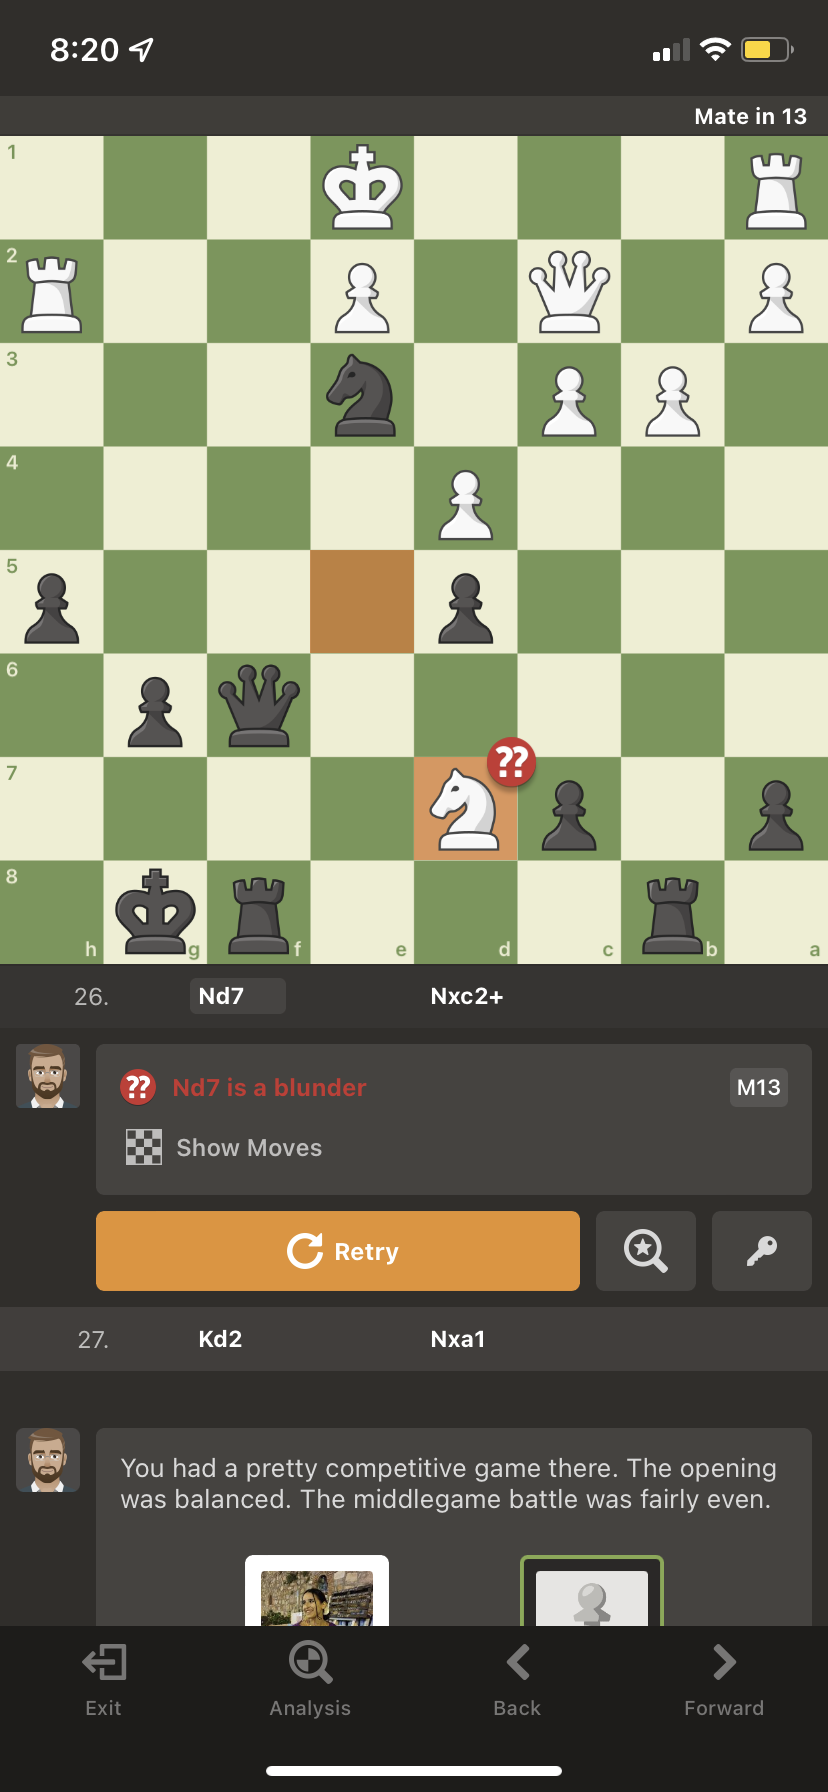 8:20
Mate in 13
1
2
3
4
5
6
7
??
8
h g f e d c b a
26. Nd7 Nxc2+
?? Nd7 is a blunder M13
Show Moves
Retry
27. Kd2 Nxa1
You had a pretty competitive game there. The opening
was balanced. The middlegame battle was fairly even.
Exit Analysis Back Forward